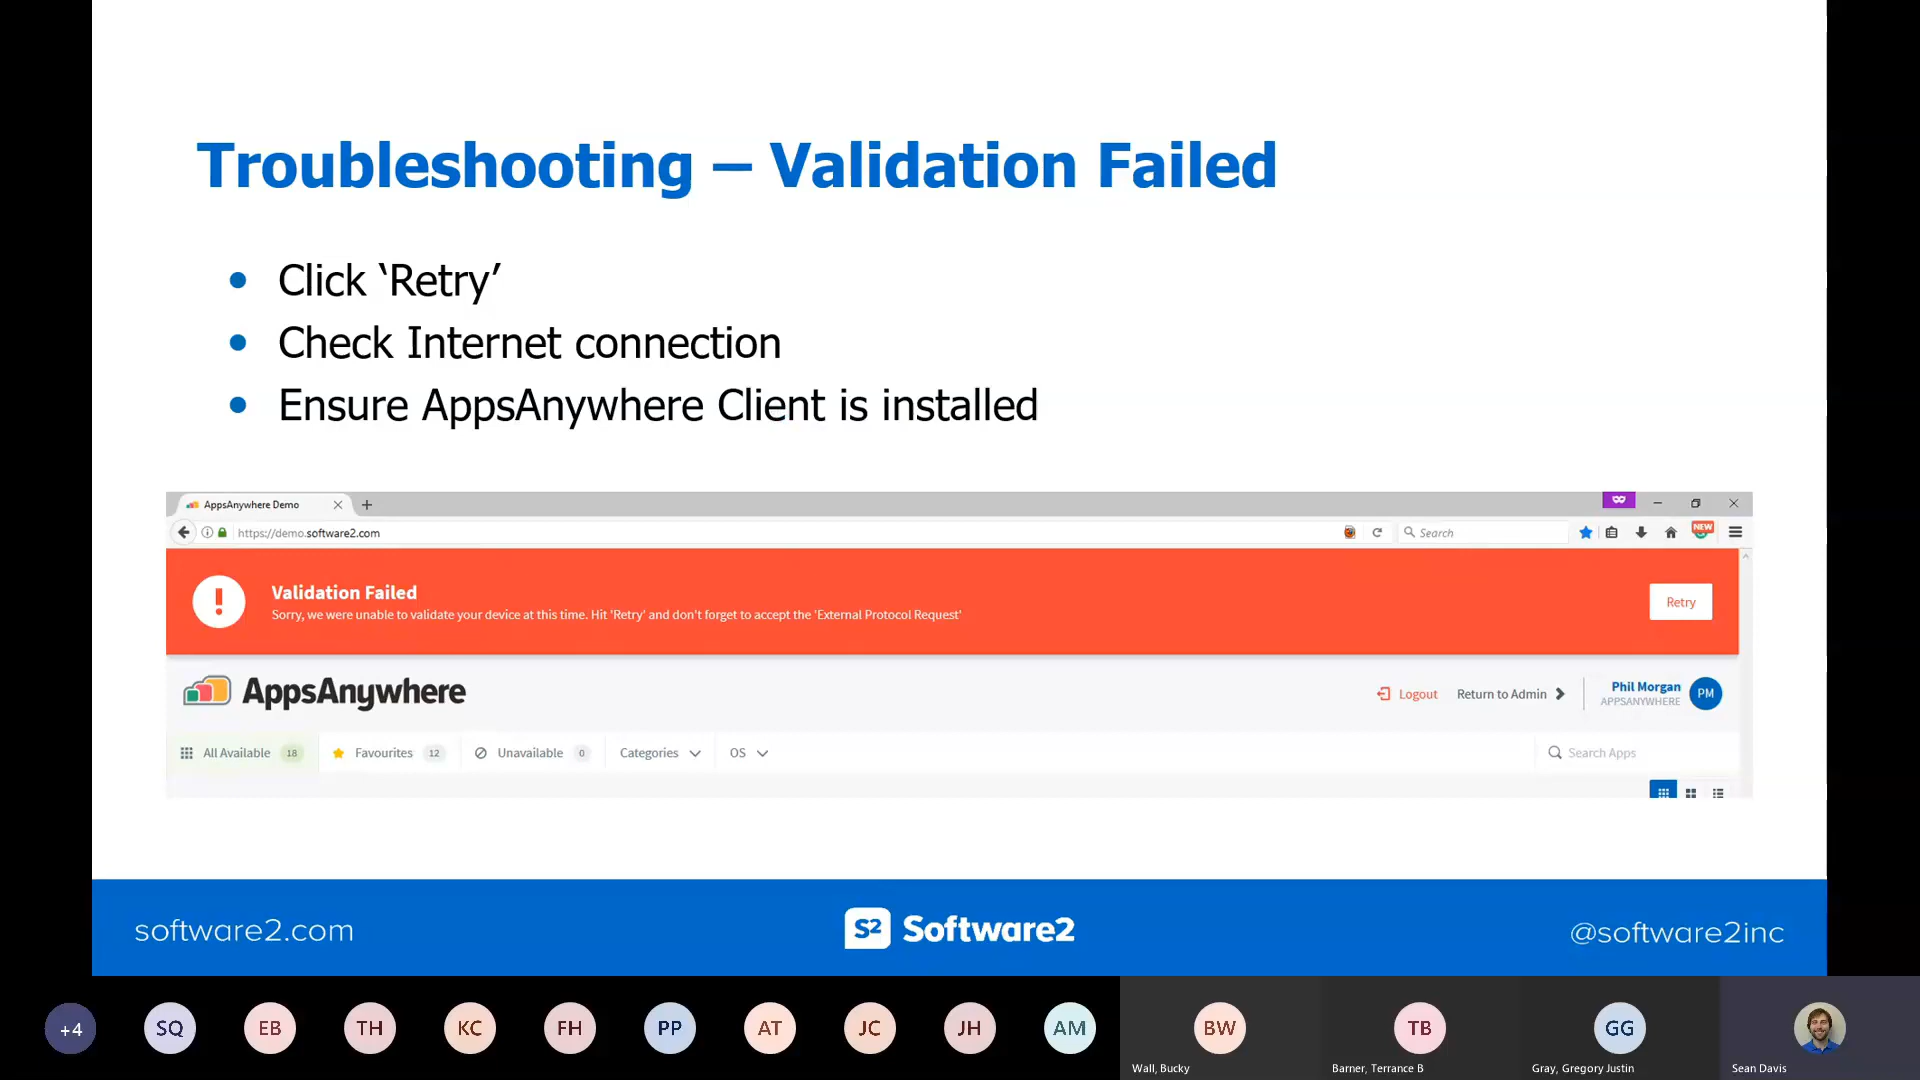 Troubleshooting – Validation Failed
• Click ‘Retry’
• Check Internet connection
• Ensure AppsAnywhere Client is installed
AppsAnywhere Demo
https://demo.software2.com
Search
NEW
Validation Failed
Sorry, we were unable to validate your device at this time. Hit 'Retry' and don't forget to accept the 'External Protocol Request'
Retry
AppsAnywhere
Logout
Return to Admin
Phil Morgan
APPSANYWHERE
PM
All Available 18
Favourites 12
Unavailable 0
Categories
OS
Search Apps
software2.com
S2 Software2
@software2inc
+4
SQ
EB
TH
KC
FH
PP
AT
JC
JH
AM
BW
Wall, Bucky
TB
Barner, Terrance B
GG
Gray, Gregory Justin
Sean Davis